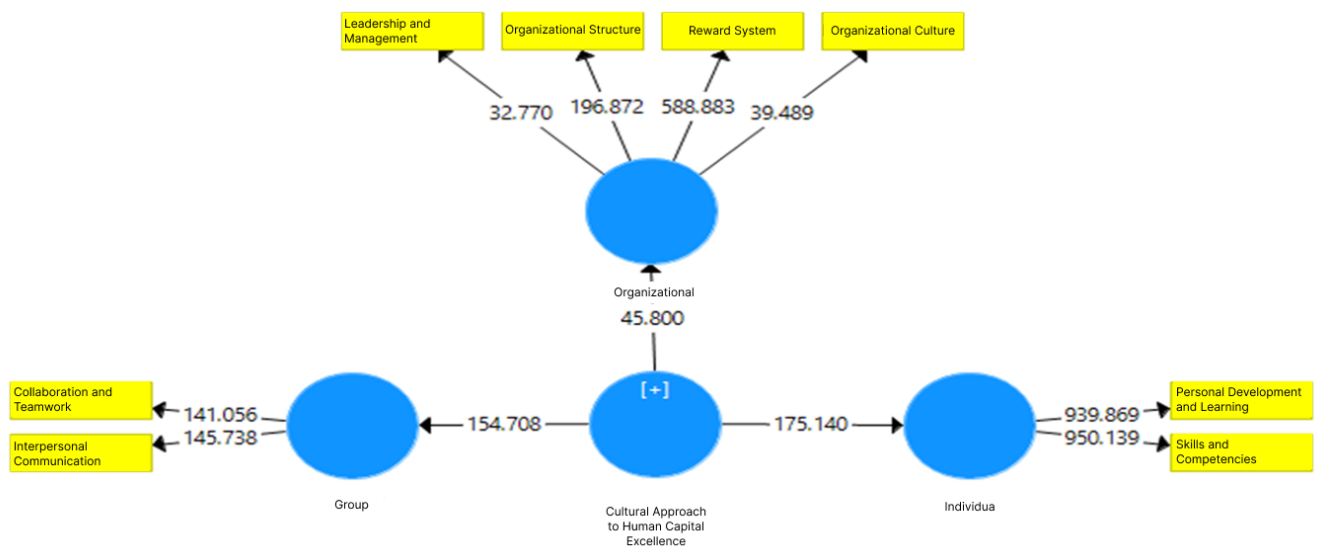 Leadership and
Management
Organizational Structure
Reward System
Organizational Culture
32.770
196.872
588.883
39.489
Organizational
45.800
[+]
Collaboration and
Teamwork
Interpersonal
Communication
141.056
145.738
154.708
175.140
939.869
950.139
Personal Development
and Learning
Skills and
Competencies
Group
Cultural Approach
to Human Capital
Excellence
Individua